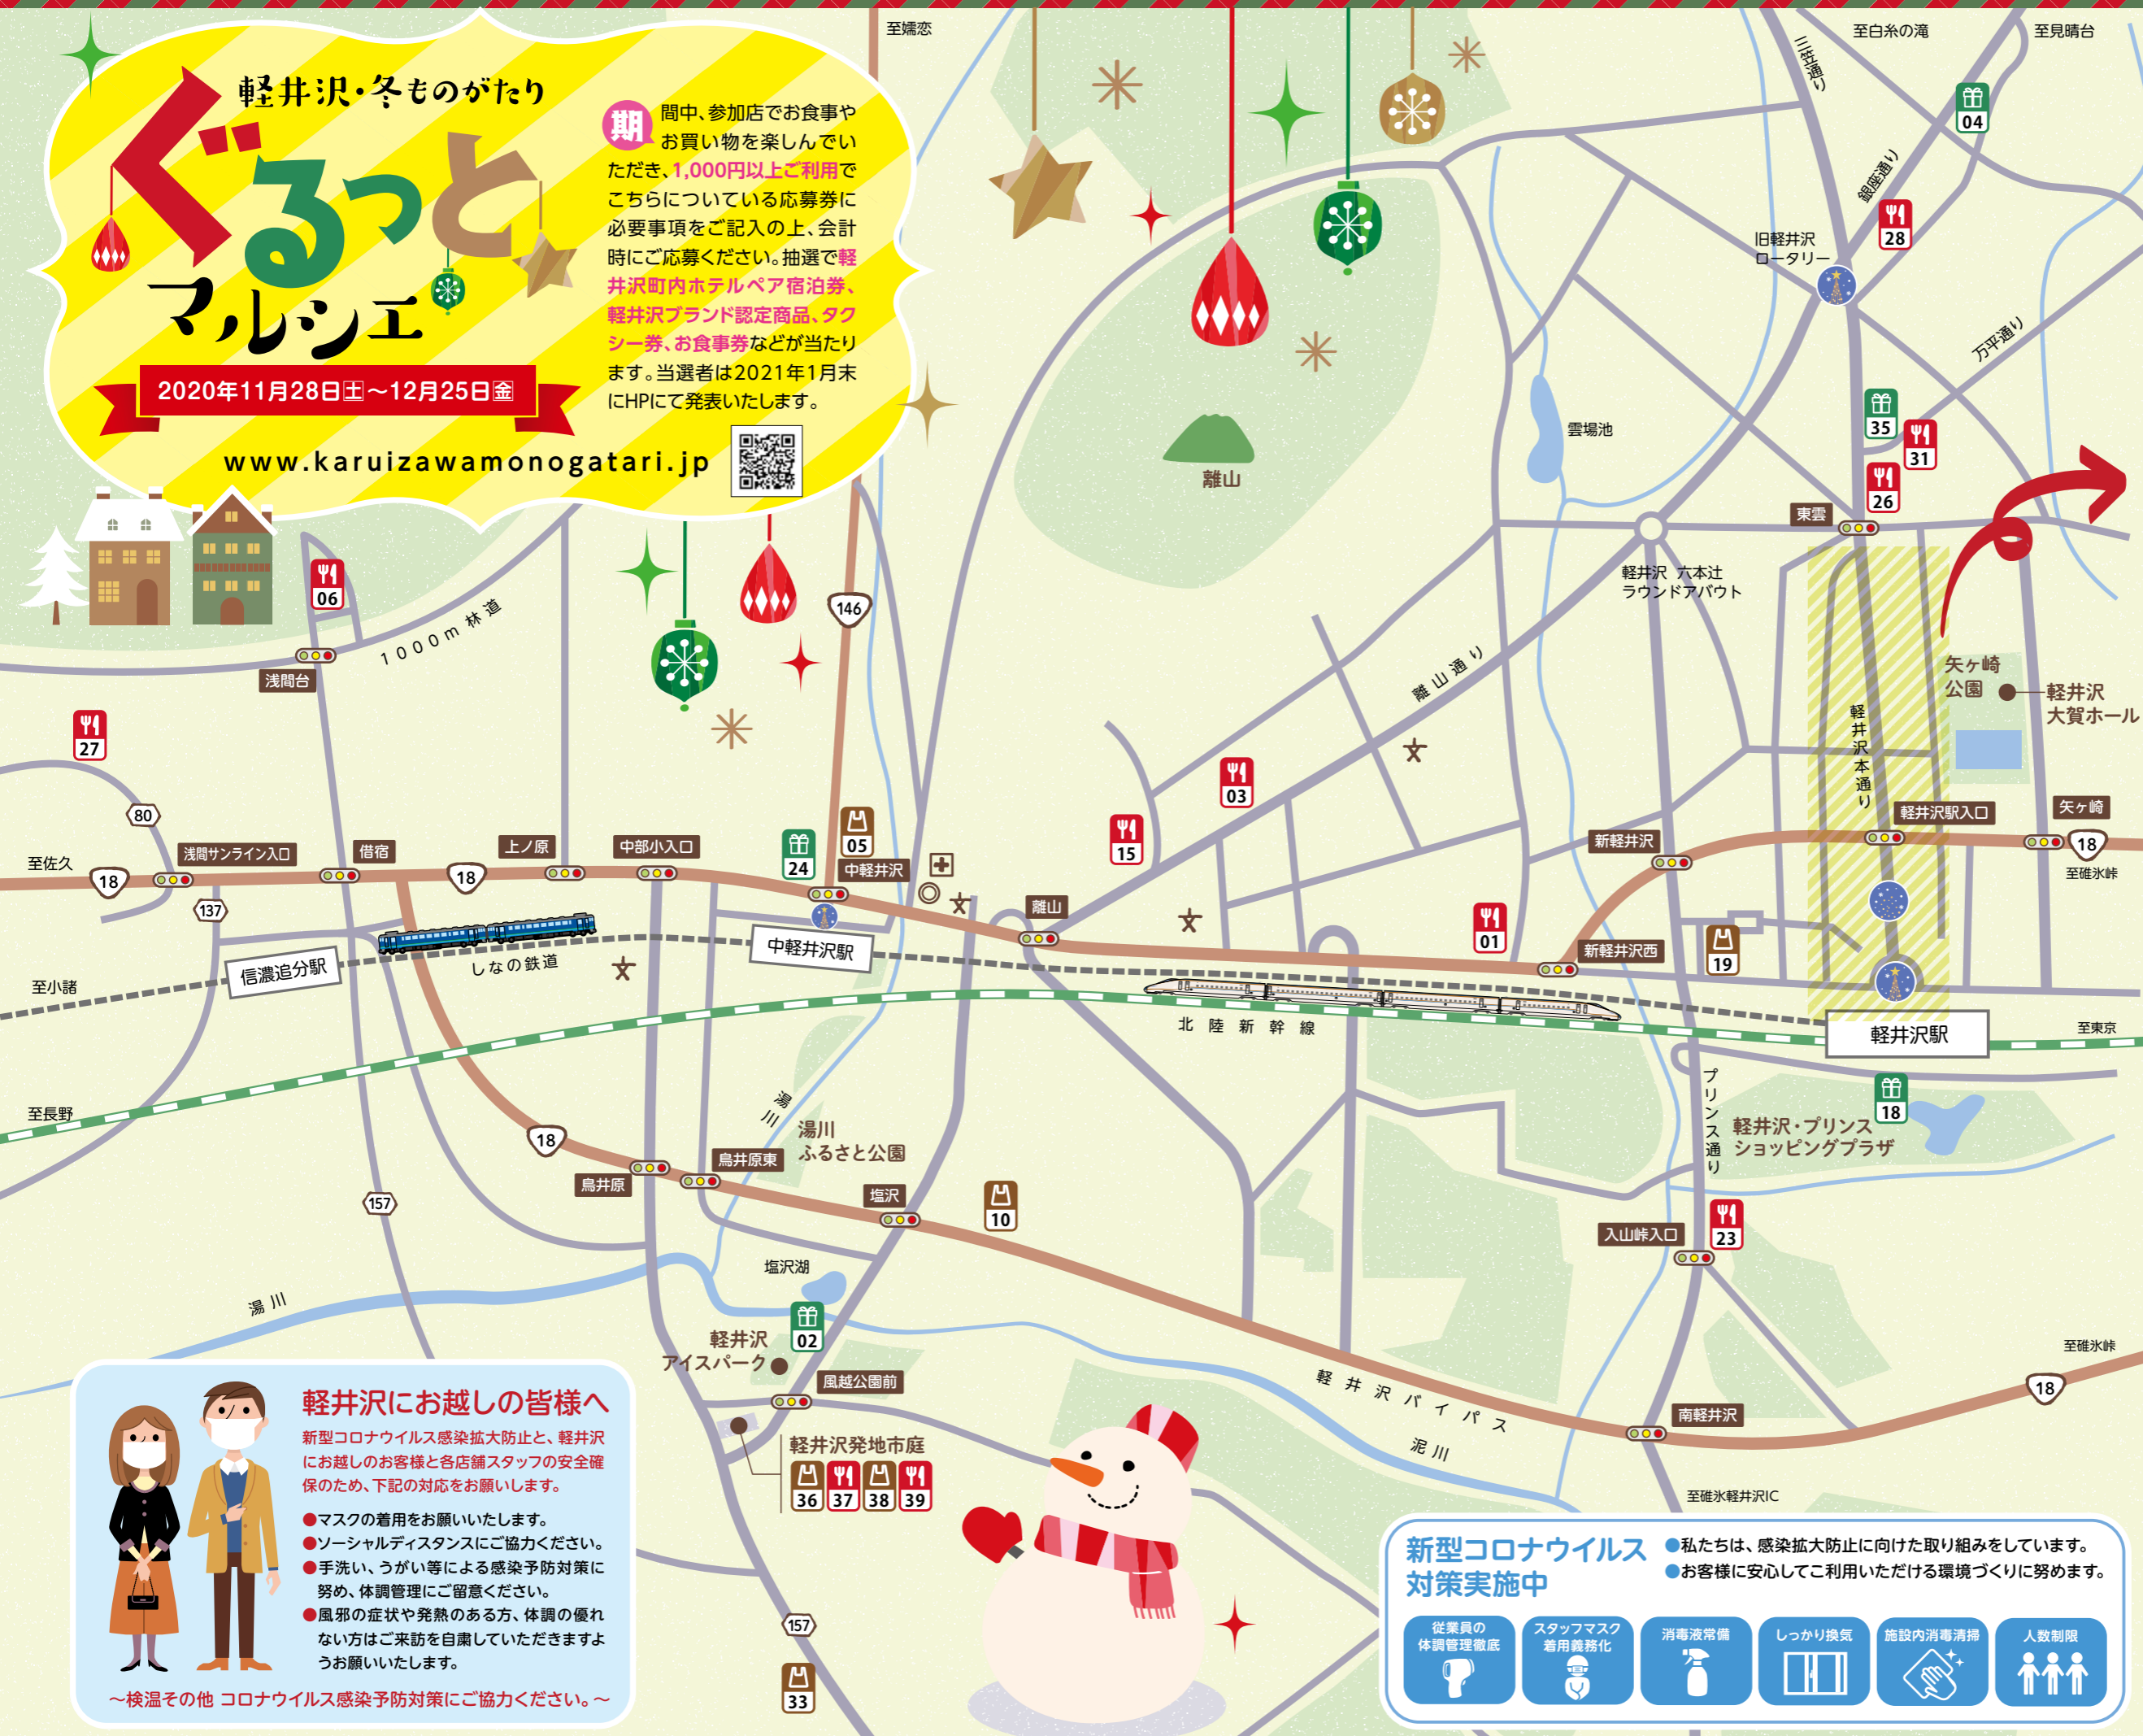 軽井沢・冬ものがたり
ぐるっと
マルシェ
2020年11月28日土～12月25日金
www.karuizawamonogatari.jp
期間中、参加店でお食事や
お買い物を楽しんでい
ただき、1,000円以上ご利用で
こちらについている応募券に
必要事項をご記入の上、会計
時にご応募ください。抽選で軽
井沢町内ホテルペア宿泊券、
軽井沢ブランド認定商品、タク
シー券、お食事券などが当たり
ます。当選者は2021年1月末
にHPにて発表いたします。
至嬬恋
至白糸の滝
至見晴台
三笠通り
04
銀座通り
28
旧軽井沢
ロータリー
万平通り
雲場池
離山
35
31
26
東雲
軽井沢 六本辻
ラウンドアバウト
06
1000m林道
浅間台
146
離山通り
矢ヶ崎
公園
軽井沢
大賀ホール
軽井沢本通り
27
80
03
15
24
05
中軽井沢
至佐久
18
浅間サンライン入口
借宿
18
上ノ原
中部小入口
137
離山
01
新軽井沢
新軽井沢西
19
軽井沢駅入口
矢ヶ崎
18
至碓氷峠
信濃追分駅
しなの鉄道
中軽井沢駅
至小諸
北陸新幹線
軽井沢駅
至東京
至長野
湯川
湯川
ふるさと公園
18
鳥井原
鳥井原東
塩沢
10
157
プリンス通り
18
軽井沢・プリンス
ショッピングプラザ
入山峠入口
23
塩沢湖
湯川
02
軽井沢
アイスパーク
風越公園前
軽井沢発地市庭
36
37
38
39
軽井沢バイパス
泥川
南軽井沢
18
至碓氷峠
至碓氷軽井沢IC
157
33
軽井沢にお越しの皆様へ
新型コロナウイルス感染拡大防止と、軽井沢
にお越しのお客様と各店舗スタッフの安全確
保のため、下記の対応をお願いします。
●マスクの着用をお願いいたします。
●ソーシャルディスタンスにご協力ください。
●手洗い、うがい等による感染予防対策に
努め、体調管理にご留意ください。
●風邪の症状や発熱のある方、体調の優れ
ない方はご来訪を自粛していただきますよ
うお願いいたします。
～検温その他 コロナウイルス感染予防対策にご協力ください。～
新型コロナウイルス
対策実施中
●私たちは、感染拡大防止に向けた取り組みをしています。
●お客様に安心してご利用いただける環境づくりに努めます。
従業員の
体調管理徹底
スタッフマスク
着用義務化
消毒液常備
しっかり換気
施設内消毒清掃
人数制限